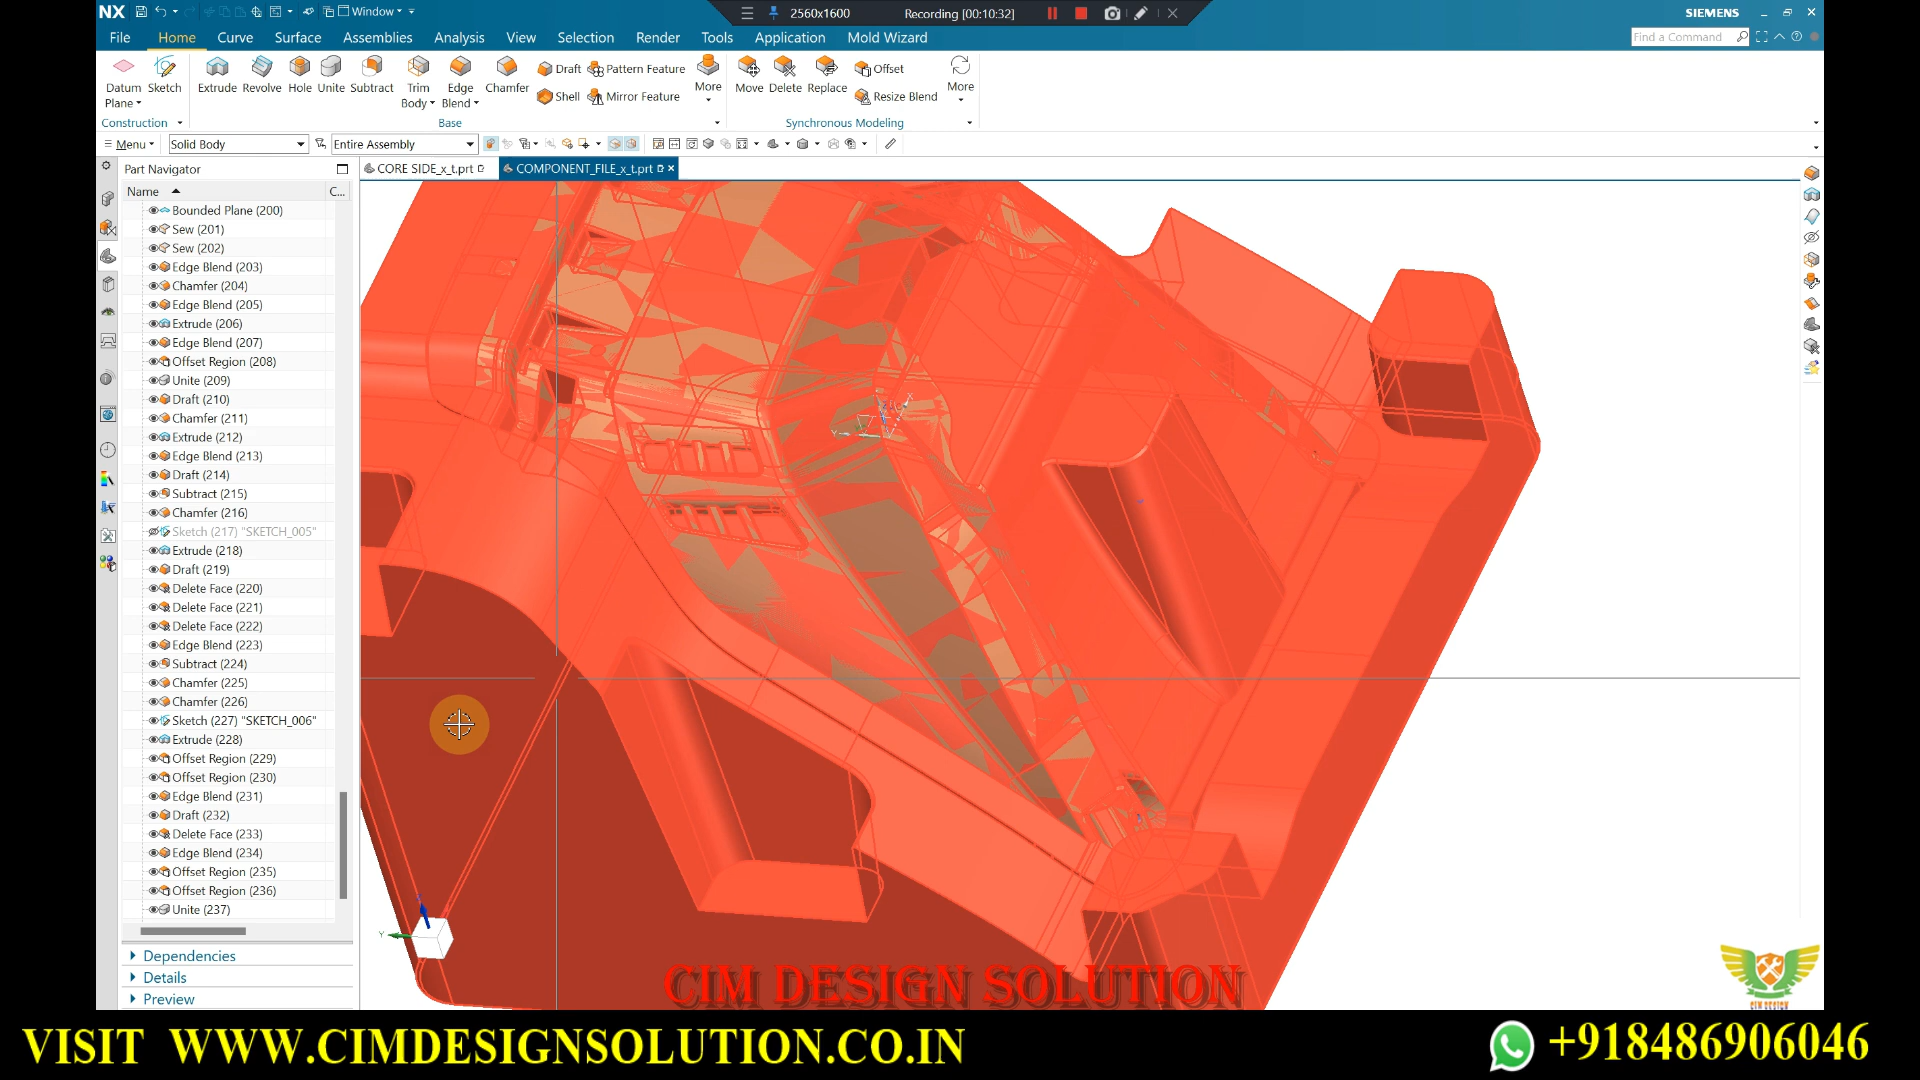 NX Window SIEMENS
2560x1600 Recording [00:10:32]
File Home Curve Surface Assemblies Analysis View Selection Render Tools Application Mold Wizard Find a Command
Datum Plane Sketch Extrude Revolve Hole Unite Subtract Trim Body Edge Blend Chamfer Draft Pattern Feature Shell Mirror Feature More Move Delete Replace Offset Resize Blend More
Construction Base Synchronous Modeling
Menu Solid Body Entire Assembly
Part Navigator CORE SIDE_x_t.prt COMPONENT_FILE_x_t.prt
Name C...
Bounded Plane (200)
Sew (201)
Sew (202)
Edge Blend (203)
Chamfer (204)
Edge Blend (205)
Extrude (206)
Edge Blend (207)
Offset Region (208)
Unite (209)
Draft (210)
Chamfer (211)
Extrude (212)
Edge Blend (213)
Draft (214)
Subtract (215)
Chamfer (216)
Sketch (217) "SKETCH_005"
Extrude (218)
Draft (219)
Delete Face (220)
Delete Face (221)
Delete Face (222)
Edge Blend (223)
Subtract (224)
Chamfer (225)
Chamfer (226)
Sketch (227) "SKETCH_006"
Extrude (228)
Offset Region (229)
Offset Region (230)
Edge Blend (231)
Draft (232)
Delete Face (233)
Edge Blend (234)
Offset Region (235)
Offset Region (236)
Unite (237)
Y
Dependencies
Details
Preview
CIM DESIGN SOLUTION
VISIT WWW.CIMDESIGNSOLUTION.CO.IN
+918486906046